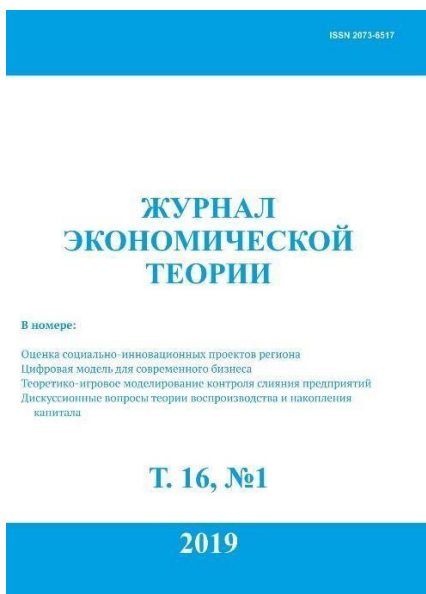 ISSN 2073-6517
ЖУРНАЛ
ЭКОНОМИЧЕСКОЙ
ТЕОРИИ
В номере:
Оценка социально-инновационных проектов региона
Цифровая модель для современного бизнеса
Теоретико-игровое моделирование контроля слияния предприятий
Дискуссионные вопросы теории воспроизводства и накопления
капитала
Т. 16, №1
2019